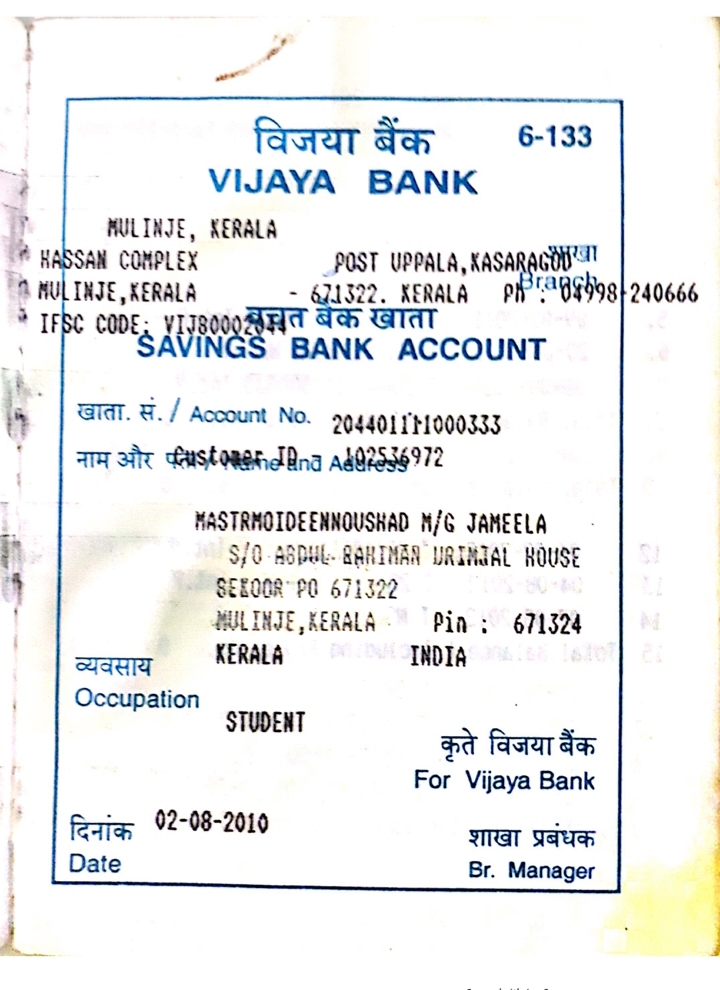 विजया बैंक 6-133
VIJAYA BANK
MULINJE, KERALA
HASSAN COMPLEX POST UPPALA,KASARAGOD शाखा
Branch
MULINJE,KERALA - 671322. KERALA Ph : 04998-240666
IFSC CODE: VIJB0002044
बचत बैंक खाता
SAVINGS BANK ACCOUNT
खाता. सं. / Account No. 204401111000333
नाम और पता / Name and Address
Customer ID - 102536972
MASTRMOIDEENNOUSHAD M/G JAMEELA
S/O ABDUL RAHIMAN URIMJAL HOUSE
PO 671322
MULINJE,KERALA Pin : 671324
KERALA INDIA
व्यवसाय
Occupation
STUDENT
कृते विजया बैंक
For Vijaya Bank
दिनांक 02-08-2010
Date
शाखा प्रबंधक
Br. Manager